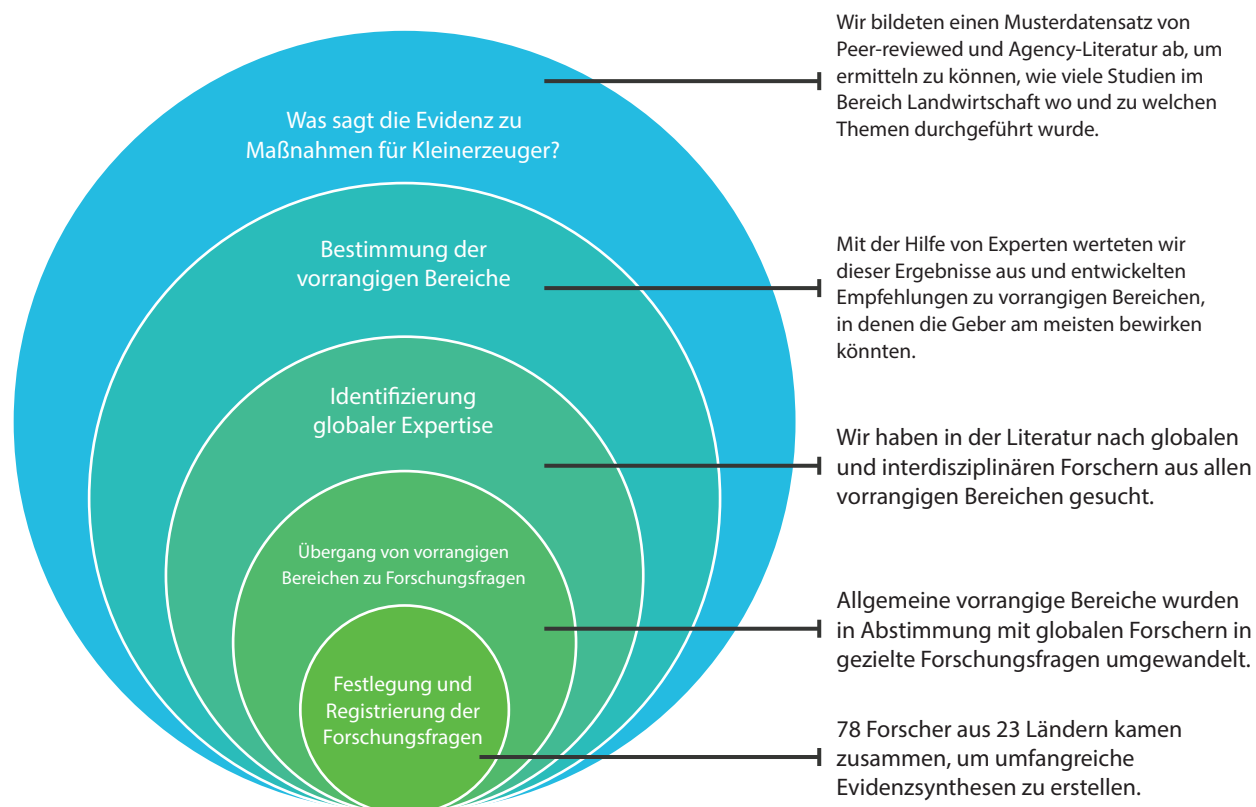 Was sagt die Evidenz zu
Maßnahmen für Kleinerzeuger?
Wir bildeten einen Musterdatensatz von
Peer-reviewed und Agency-Literatur ab, um
ermitteln zu können, wie viele Studien im
Bereich Landwirtschaft wo und zu welchen
Themen durchgeführt wurde.
Bestimmung der
vorrangigen Bereiche
Mit der Hilfe von Experten werteten wir
dieser Ergebnisse aus und entwickelten
Empfehlungen zu vorrangigen Bereichen,
in denen die Geber am meisten bewirken
könnten.
Identifizierung
globaler Expertise
Wir haben in der Literatur nach globalen
und interdisziplinären Forschern aus allen
vorrangigen Bereichen gesucht.
Übergang von vorrangigen
Bereichen zu Forschungsfragen
Allgemeine vorrangige Bereiche wurden
in Abstimmung mit globalen Forschern in
gezielte Forschungsfragen umgewandelt.
Festlegung und
Registrierung der
Forschungsfragen
78 Forscher aus 23 Ländern kamen
zusammen, um umfangreiche
Evidenzsynthesen zu erstellen.